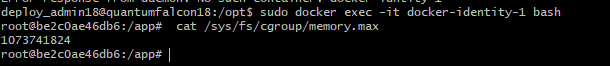 deploy_admin18@quantumfalcon18:/opt$ sudo docker exec -it docker-identity-1 bash
root@be2c0ae46db6:/app#  cat /sys/fs/cgroup/memory.max
1073741824
root@be2c0ae46db6:/app#